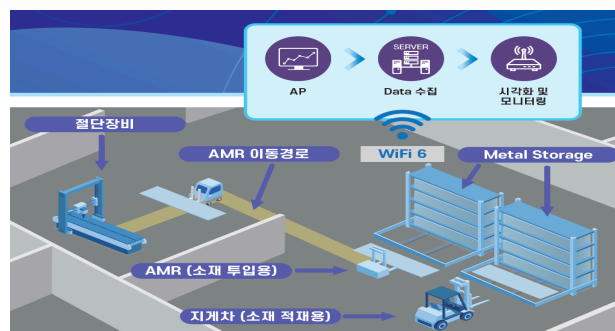 SERVER
AP
Data 수집
시각화 및
모니터링
절단장비
AMR 이동경로
WiFi 6
Metal Storage
AMR (소재 투입용)
지게차 (소재 적재용)